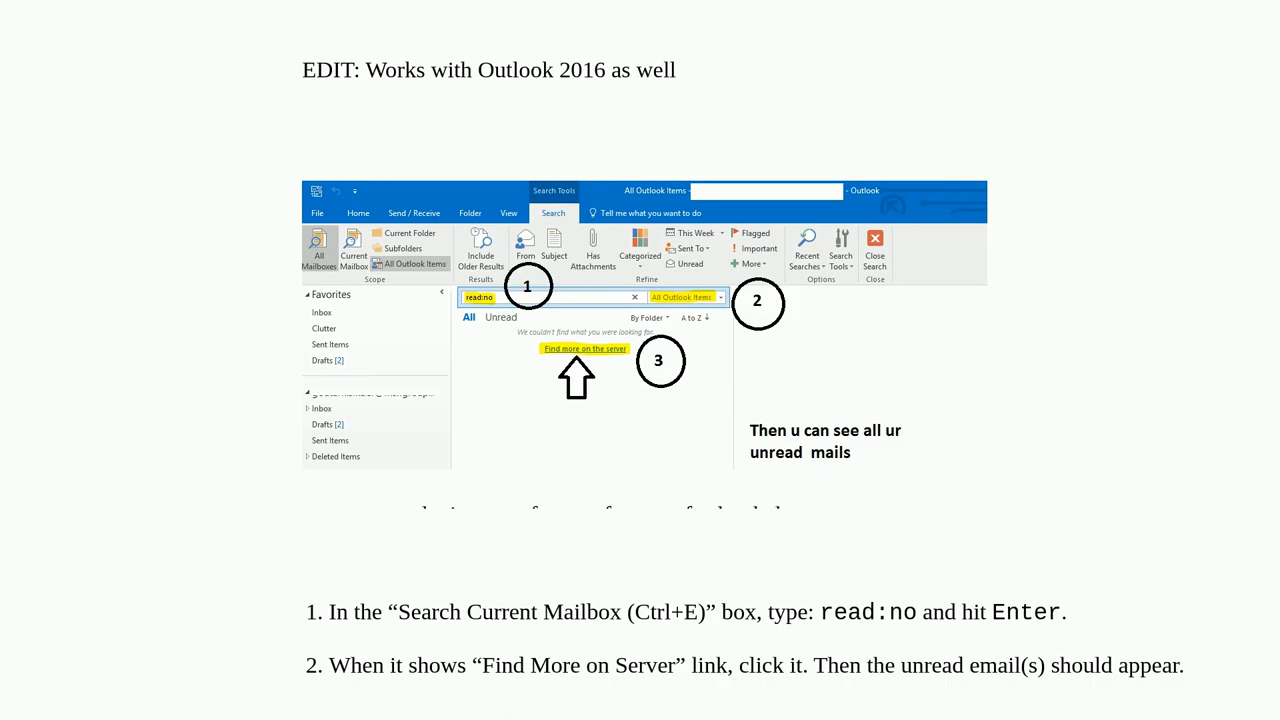 EDIT: Works with Outlook 2016 as well
Search Tools
All Outlook Items -
- Outlook
File
Home
Send / Receive
Folder
View
Search
Tell me what you want to do
All Mailboxes
Current Mailbox
Current Folder
Subfolders
All Outlook Items
Scope
Include Older Results
Results
From
Subject
Has Attachments
Categorized
This Week
Sent To
Unread
Flagged
Important
More
Refine
Recent Searches
Search Tools
Options
Close Search
Close
1
2
read:no
All Outlook Items
Favorites
Inbox
Clutter
Sent Items
Drafts [2]
All Unread
By Folder
A to Z
We couldn't find what you were looking for.
Find more on the server
3
Inbox
Drafts [2]
Sent Items
Deleted Items
Then u can see all ur
unread mails
1. In the “Search Current Mailbox (Ctrl+E)” box, type: read:no and hit Enter.
2. When it shows “Find More on Server” link, click it. Then the unread email(s) should appear.